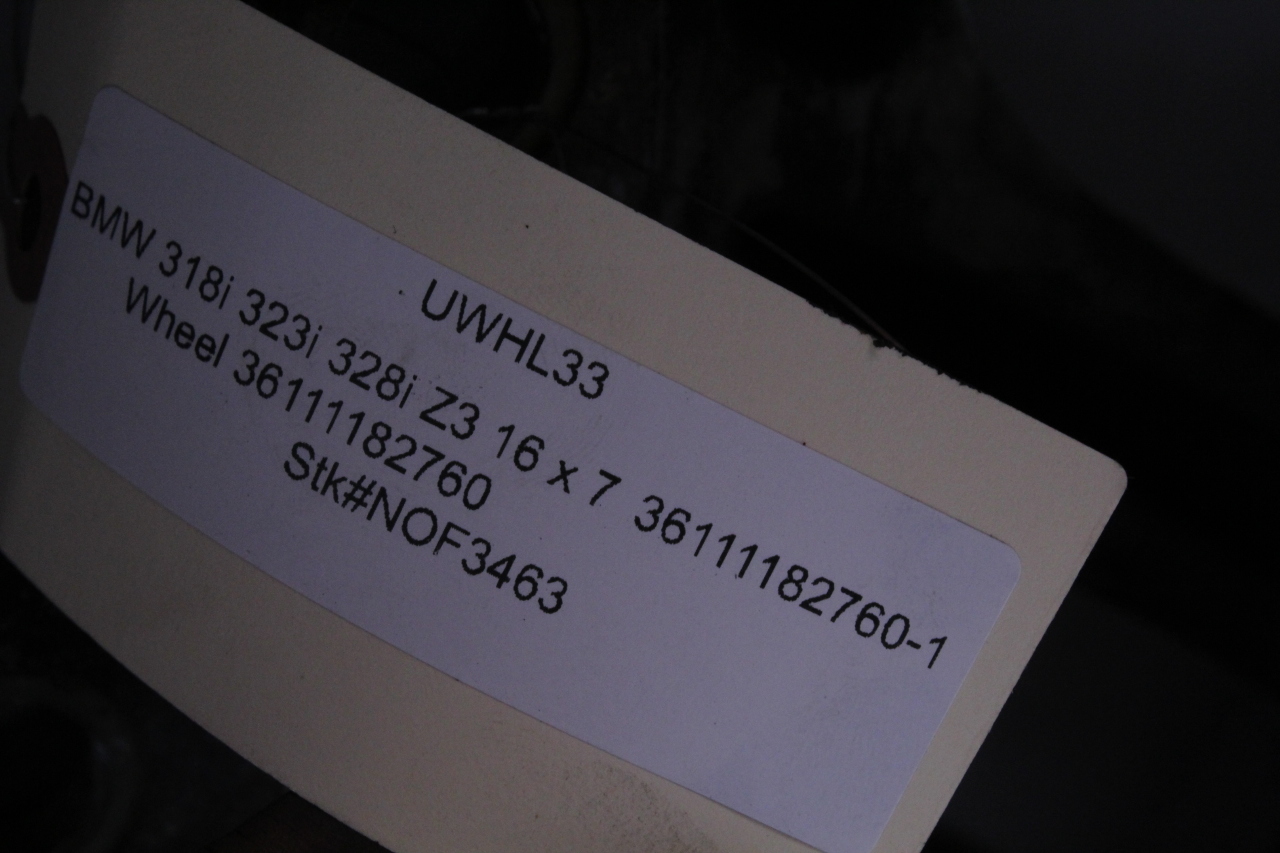 UWHL33
BMW 318i 323i 328i Z3 16 x 7 36111182760-1
Wheel 36111182760
Stk#NOF3463